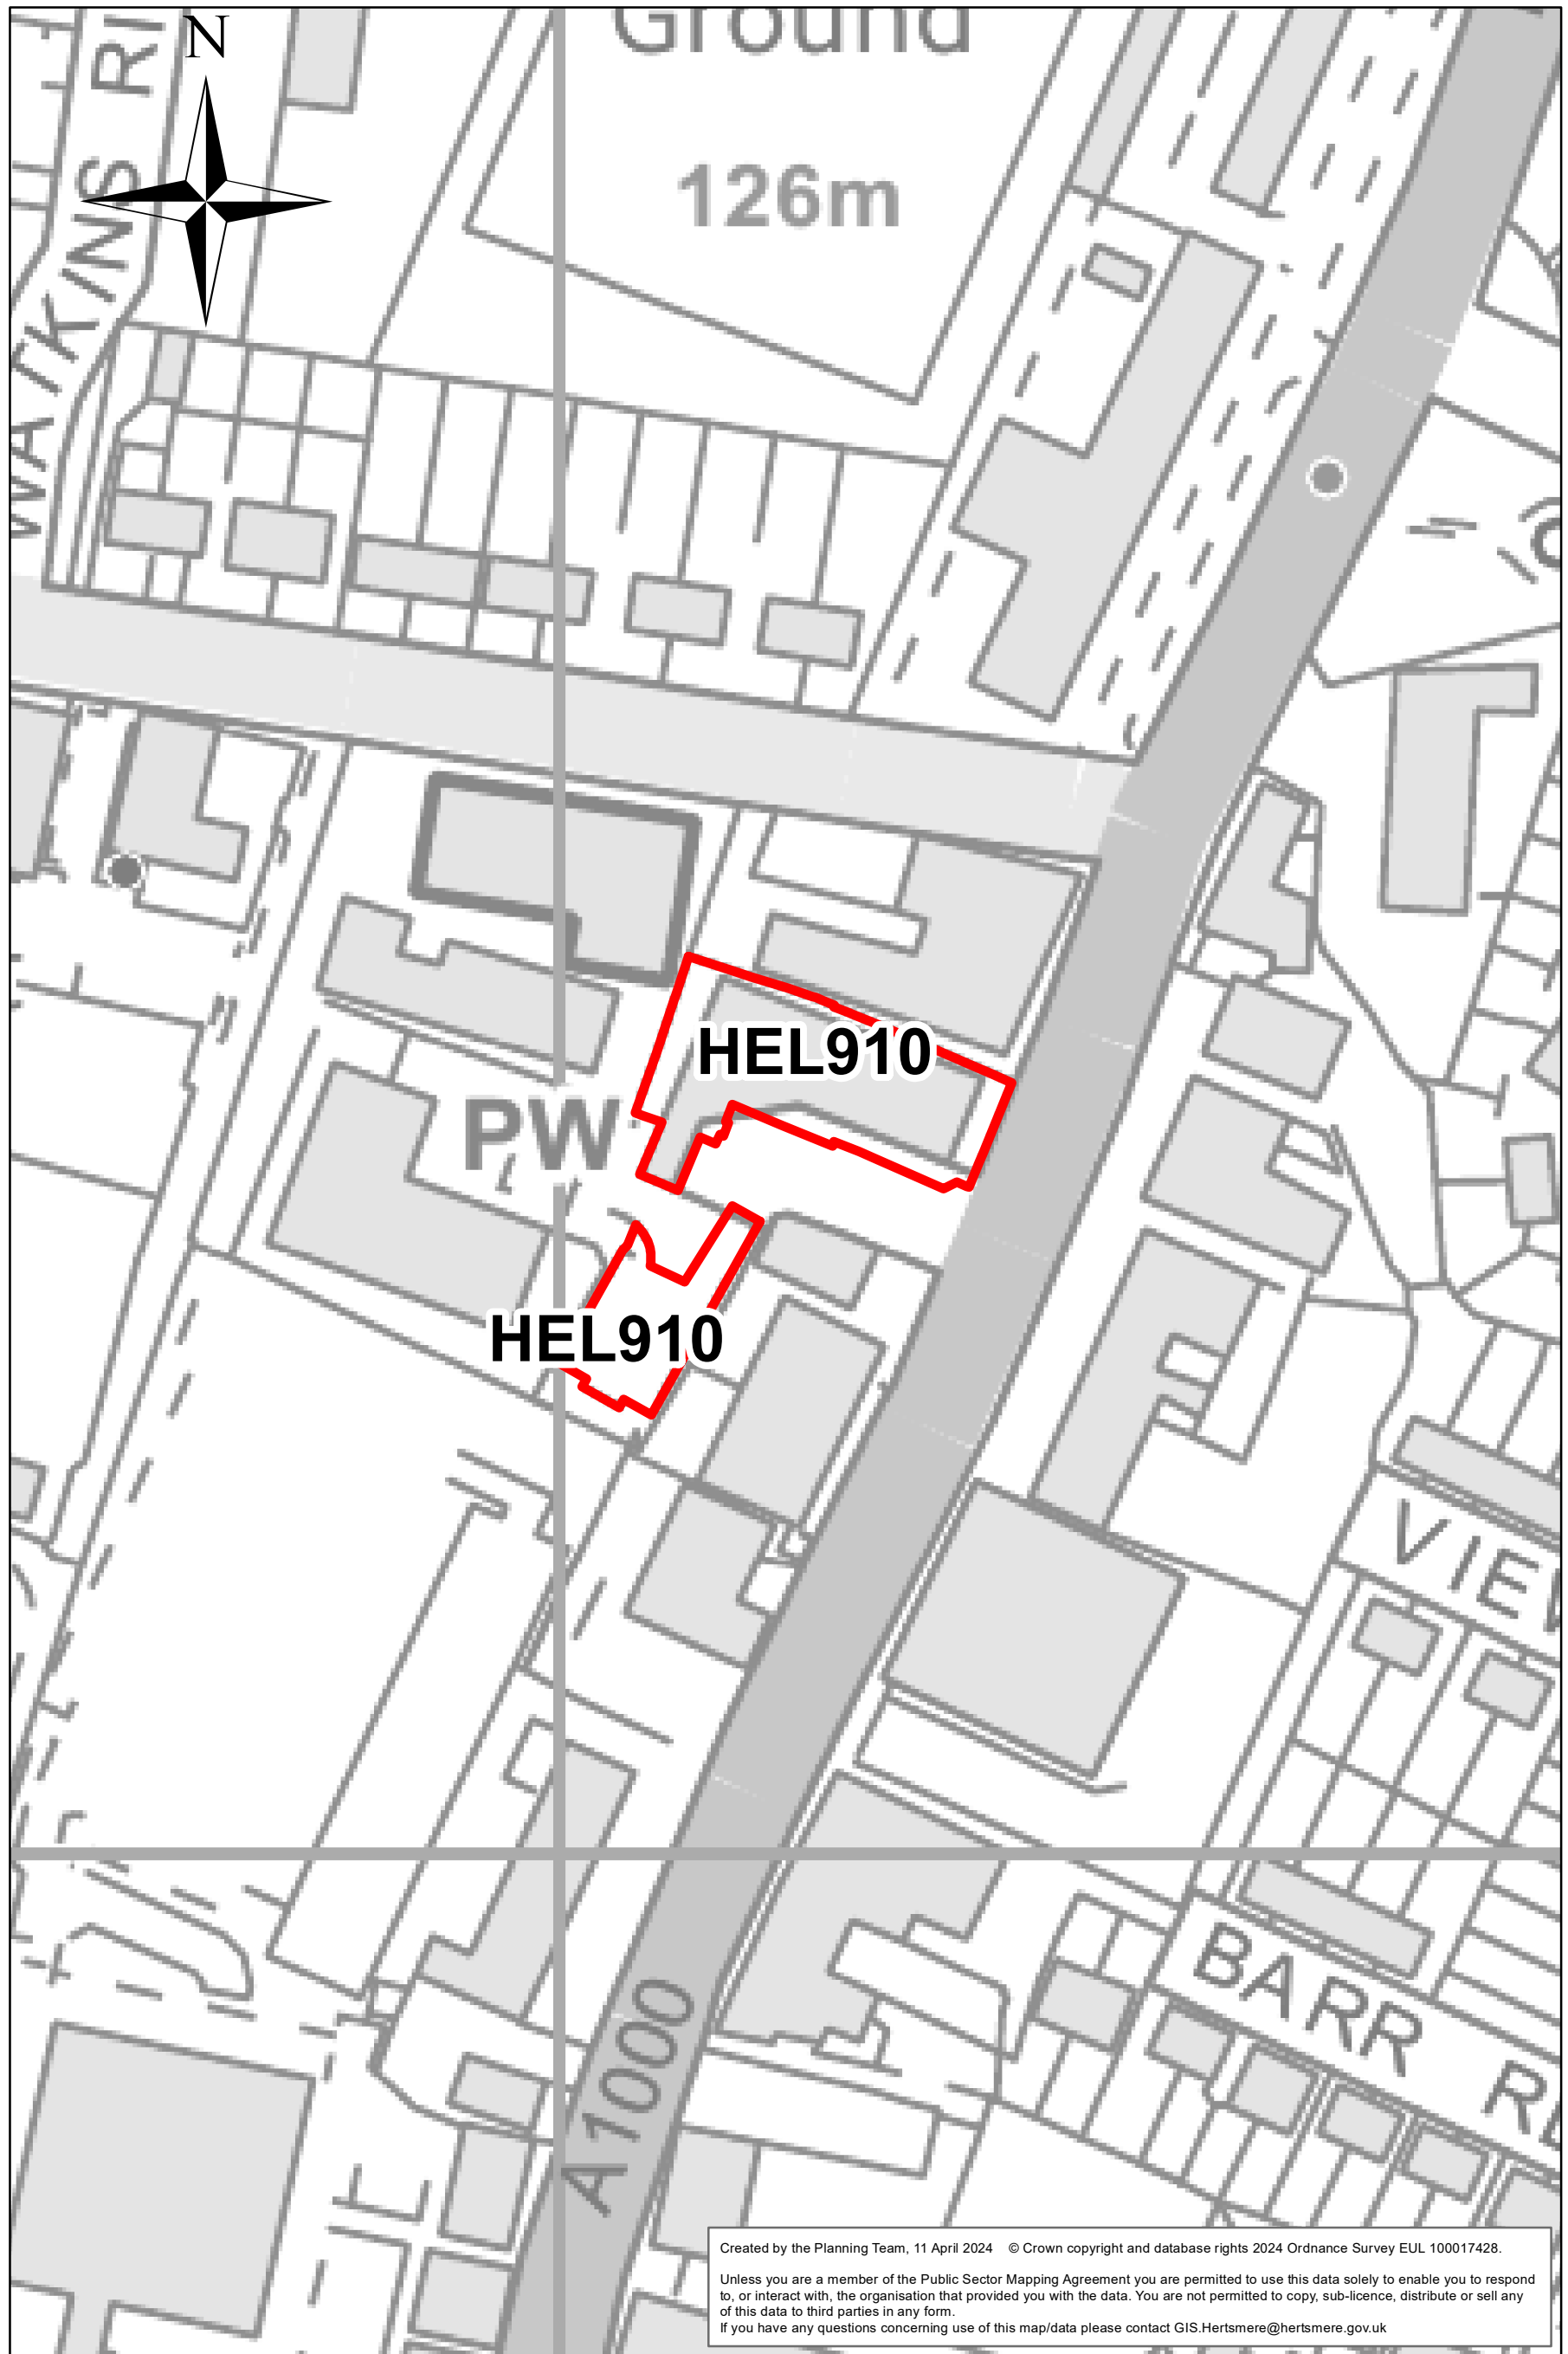 Ground
N
126m
WATKINS RI
HEL910
PW
HEL910
VIEW
A1000
BARR
Created by the Planning Team, 11 April 2024 © Crown copyright and database rights 2024 Ordnance Survey EUL 100017428.
Unless you are a member of the Public Sector Mapping Agreement you are permitted to use this data solely to enable you to respond
to, or interact with, the organisation that provided you with the data. You are not permitted to copy, sub-licence, distribute or sell any
of this data to third parties in any form.
If you have any questions concerning use of this map/data please contact GIS.Hertsmere@hertsmere.gov.uk